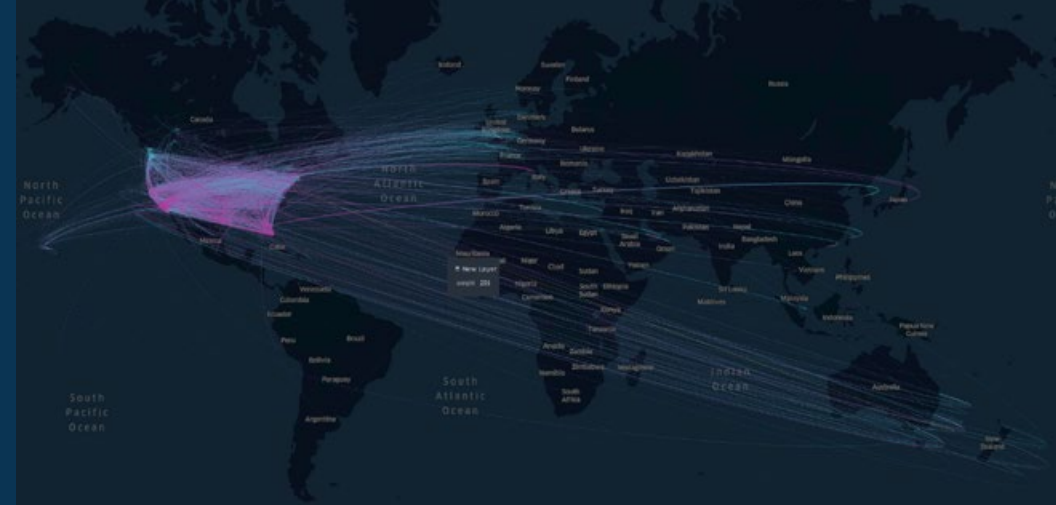 Iceland
Sweden
Finland
Norway
Russia
Canada
United
Kingdom
Germany
Belarus
Ukraine
France
Romania
Kazakhstan
Mongolia
North
Pacific
Ocean
North
Atlantic
Ocean
Spain
Italy
Greece
Turkey
Uzbekistan
Tajikistan
China
Japan
Morocco
Tunisia
Algeria
Libya
Egypt
Iraq
Iran
Afghanistan
Pakistan
Nepal
Saudi
Arabia
Oman
India
Bangladesh
Mexico
Cuba
Mauritania
Niger
Chad
Sudan
Yemen
Laos
Vietnam
Philippines
New Layer
Nigeria
South
Sudan
Ethiopia
Cameroon
Sri Lanka
Maldives
Malaysia
Indonesia
Venezuela
Colombia
Ecuador
Kenya
Tanzania
Papua New
Guinea
Peru
Brazil
Angola
Zambia
Bolivia
Namibia
Zimbabwe
Madagascar
Indian
Ocean
Australia
Paraguay
South
Atlantic
Ocean
South
Africa
South
Pacific
Ocean
Argentina
New
Zealand